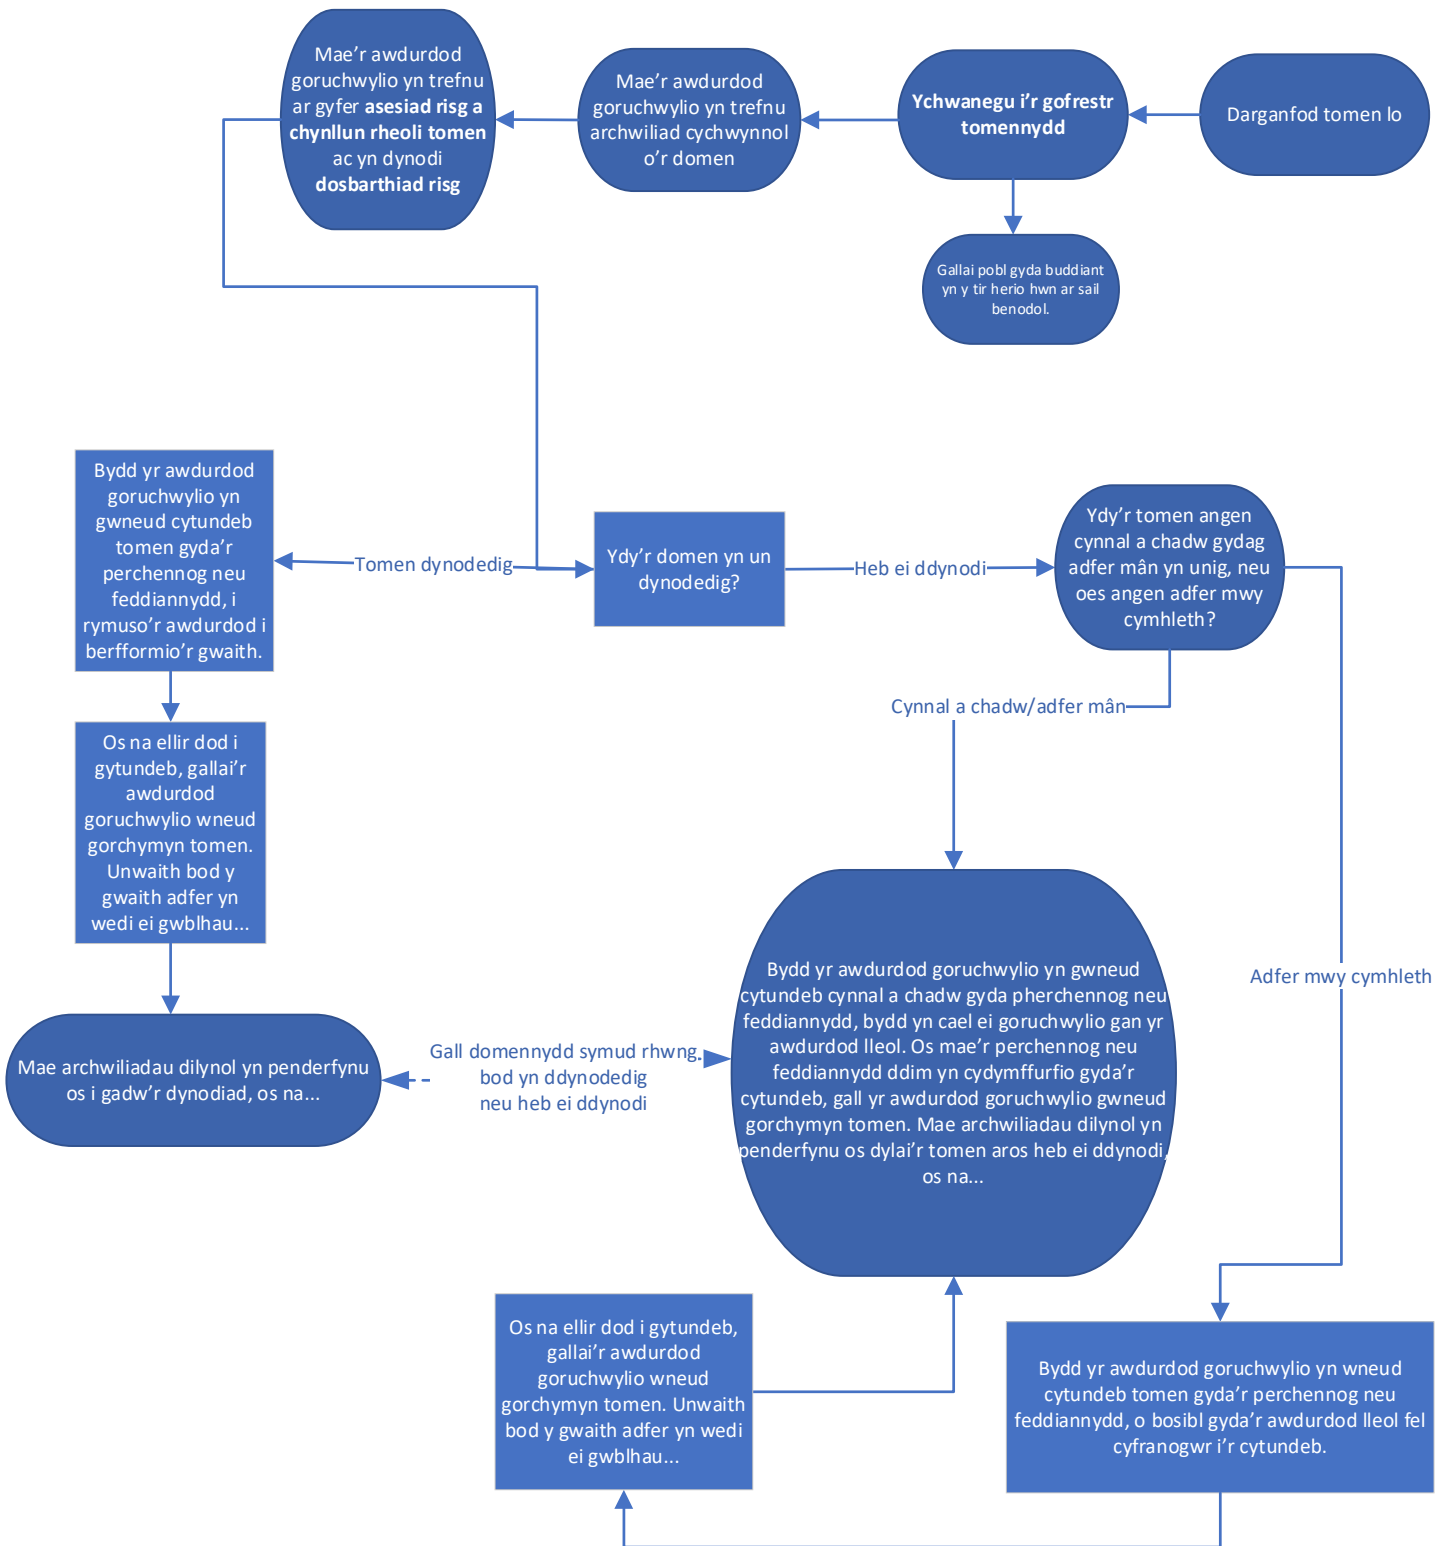 Darganfod tomen lo
Ychwanegu i’r gofrestr
tomennydd
Gallai pobl gyda buddiant
yn y tir herio hwn ar sail
benodol.
Mae’r awdurdod
goruchwylio yn trefnu
archwiliad cychwynnol
o’r domen
Mae’r awdurdod
goruchwylio yn trefnu
ar gyfer asesiad risg a
chynllun rheoli tomen
ac yn dynodi
dosbarthiad risg
Ydy’r domen yn un
dynodedig?
Tomen dynodedig
Bydd yr awdurdod
goruchwylio yn
gwneud cytundeb
tomen gyda’r
perchennog neu
feddiannydd, i
rymuso’r awdurdod i
berfformio’r gwaith.
Os na ellir dod i
gytundeb, gallai’r
awdurdod
goruchwylio wneud
gorchymyn tomen.
Unwaith bod y
gwaith adfer yn
wedi ei gwblhau...
Mae archwiliadau dilynol yn penderfynu
os i gadw’r dynodiad, os na...
Gall domennydd symud rhwng
bod yn ddynodedig
neu heb ei ddynodi
Heb ei ddynodi
Ydy’r tomen angen
cynnal a chadw gydag
adfer mân yn unig, neu
oes angen adfer mwy
cymhleth?
Cynnal a chadw/adfer mân
Bydd yr awdurdod goruchwylio yn gwneud
cytundeb cynnal a chadw gyda pherchennog neu
feddiannydd, bydd yn cael ei goruchwylio gan yr
awdurdod lleol. Os mae’r perchennog neu
feddiannydd ddim yn cydymffurfio gyda’r
cytundeb, gall yr awdurdod goruchwylio gwneud
gorchymyn tomen. Mae archwiliadau dilynol yn
penderfynu os dylai’r tomen aros heb ei ddynodi,
os na...
Adfer mwy cymhleth
Bydd yr awdurdod goruchwylio yn wneud
cytundeb tomen gyda’r perchennog neu
feddiannydd, o bosibl gyda’r awdurdod lleol fel
cyfranogwr i’r cytundeb.
Os na ellir dod i gytundeb,
gallai’r awdurdod
goruchwylio wneud
gorchymyn tomen. Unwaith
bod y gwaith adfer yn wedi
ei gwblhau...